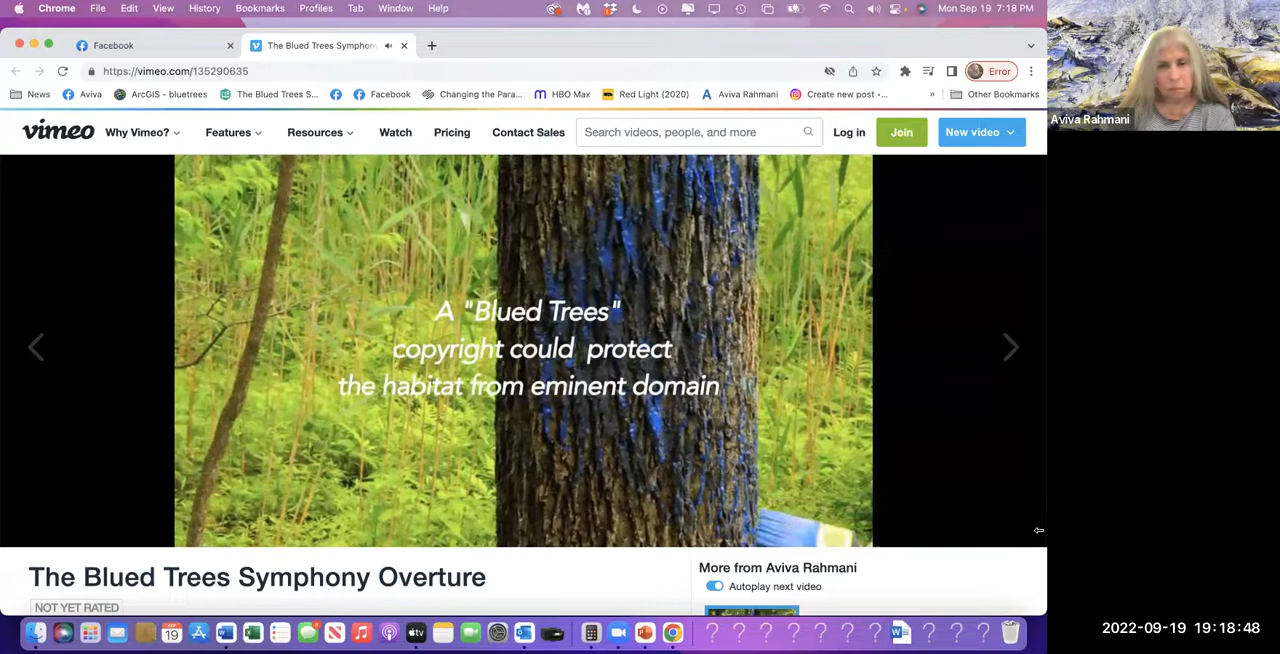 Chrome File Edit View History Bookmarks Profiles Tab Window Help Mon Sep 19 7:18 PM
Facebook The Blued Trees Symphon
https://vimeo.com/135290635 Error
News Aviva ArcGIS - bluetrees The Blued Trees S... Facebook Changing the Para... HBO Max Red Light (2020) Aviva Rahmani Create new post •... » Other Bookmarks
vimeo Why Vimeo? Features Resources Watch Pricing Contact Sales Search videos, people, and more Log in Join New video
Aviva Rahmani
A "Blued Trees"
copyright could protect
the habitat from eminent domain
The Blued Trees Symphony Overture
NOT YET RATED
More from Aviva Rahmani
Autoplay next video
SEP
19
tv
2022-09-19 19:18:48